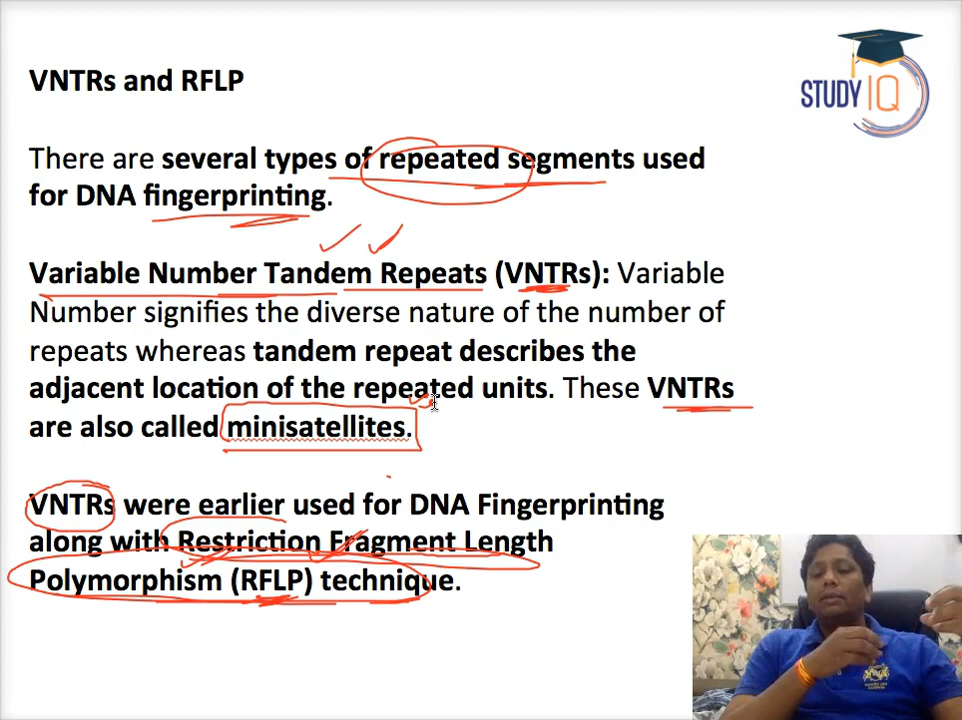 STUDY IQ
VNTRs and RFLP
There are several types of repeated segments used
for DNA fingerprinting.
Variable Number Tandem Repeats (VNTRs): Variable
Number signifies the diverse nature of the number of
repeats whereas tandem repeat describes the
adjacent location of the repeated units. These VNTRs
are also called minisatellites.
VNTRs were earlier used for DNA Fingerprinting
along with Restriction Fragment Length
Polymorphism (RFLP) technique.